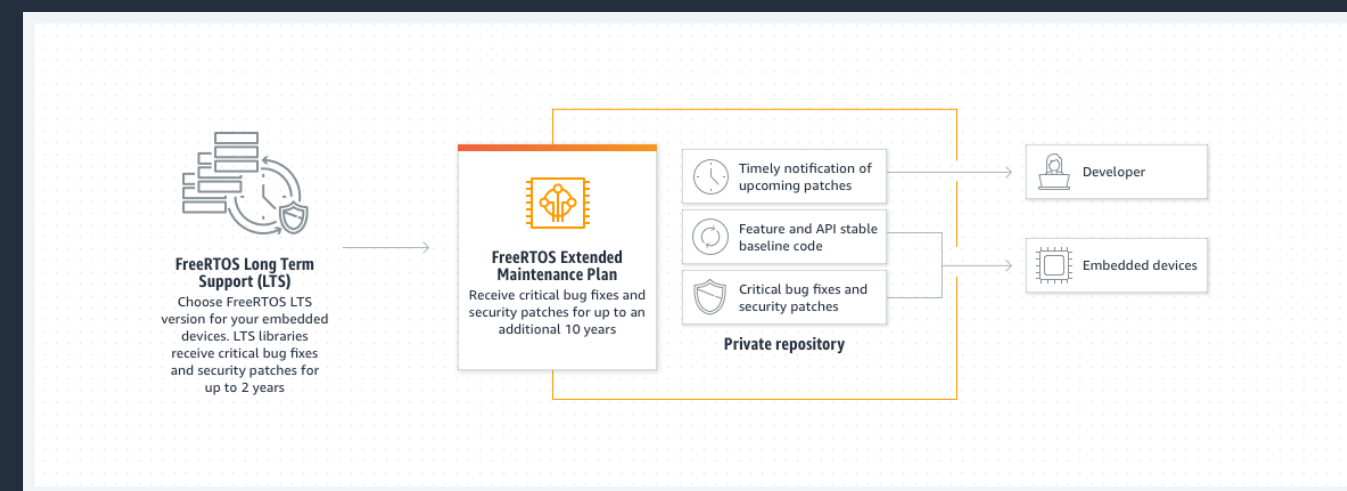 FreeRTOS Long Term
Support (LTS)
Choose FreeRTOS LTS
version for your embedded
devices. LTS libraries
receive critical bug fixes
and security patches for
up to 2 years
FreeRTOS Extended
Maintenance Plan
Receive critical bug fixes and
security patches for up to an
additional 10 years
Timely notification of
upcoming patches
Feature and API stable
baseline code
Critical bug fixes and
security patches
Private repository
Developer
Embedded devices